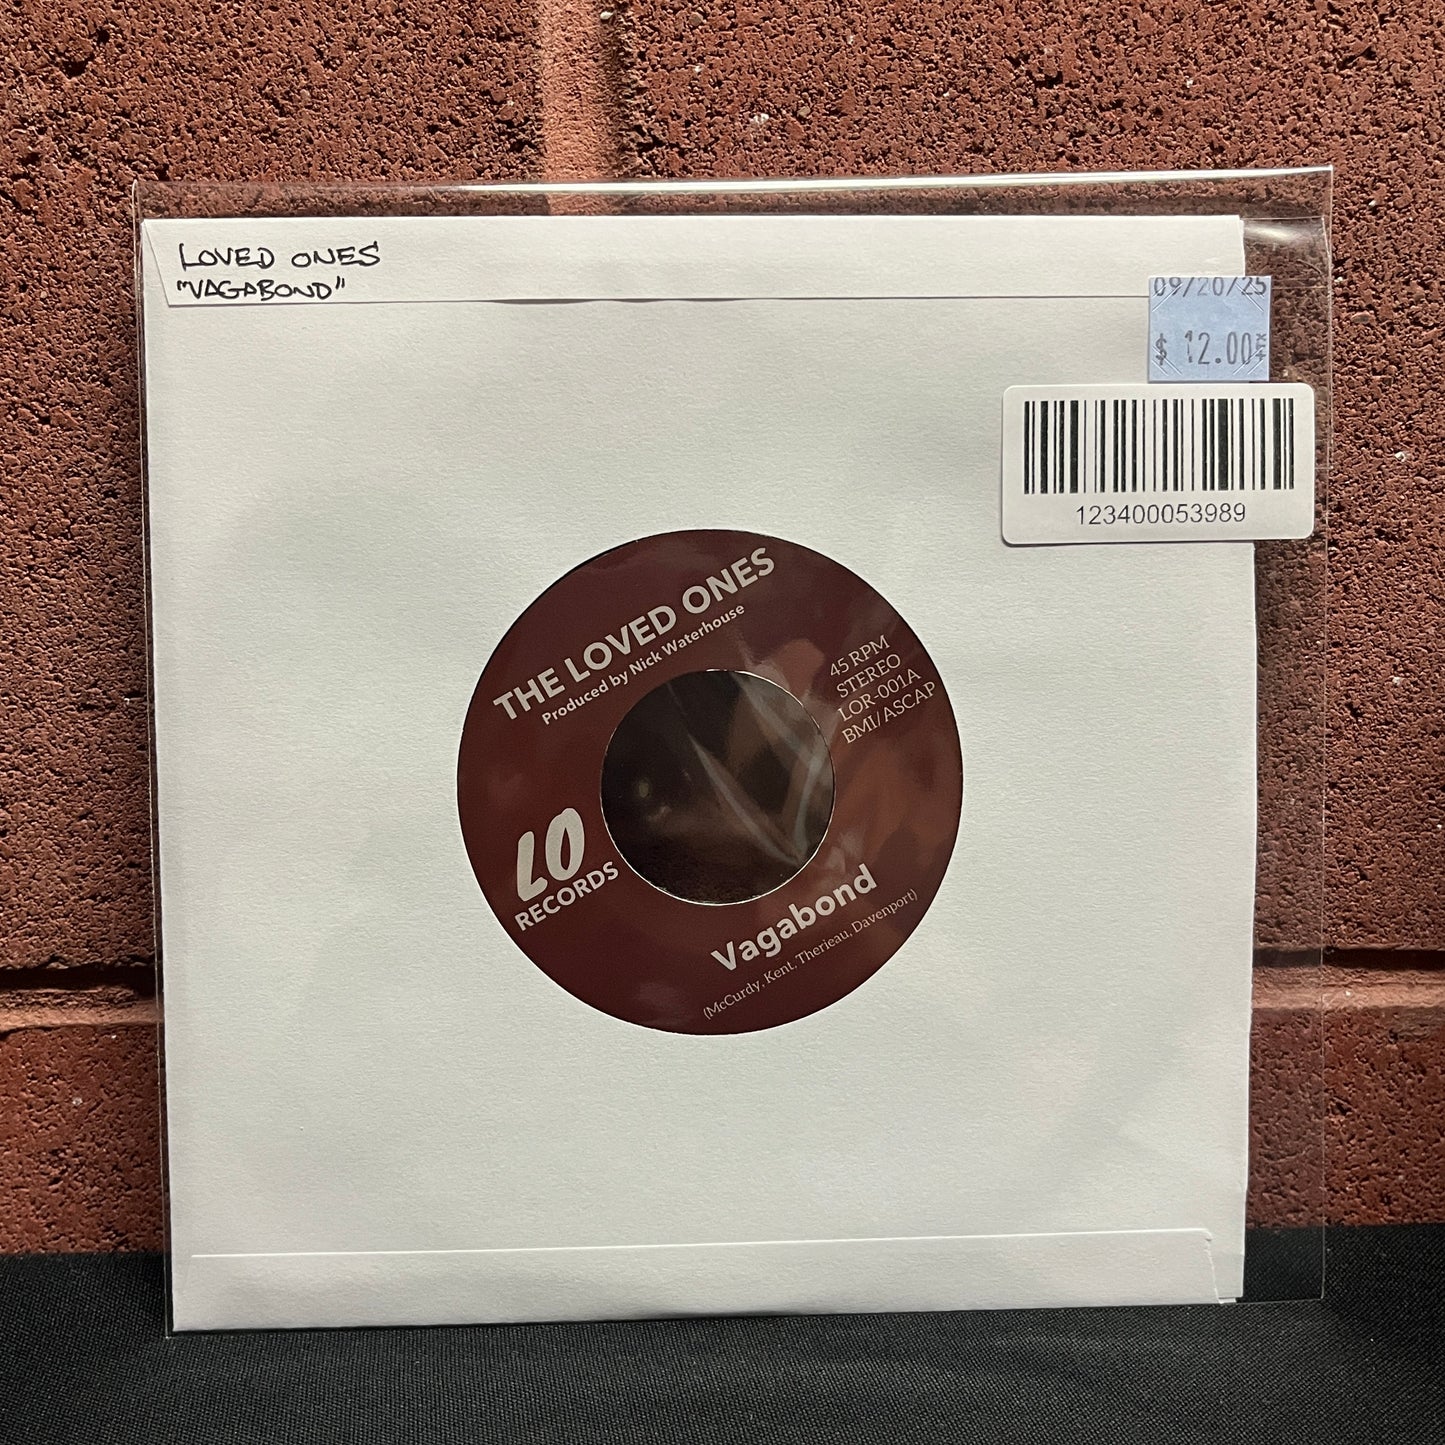 LOVED ONES
"VAGABOND"
09/20/25
$ 12.00
123400053989
THE LOVED ONES
Produced by Nick Waterhouse
45 RPM
STEREO
LOR-001A
BMI/ASCAP
LO
RECORDS
Vagabond
(McCurdy, Kent, Therieau, Davenport)